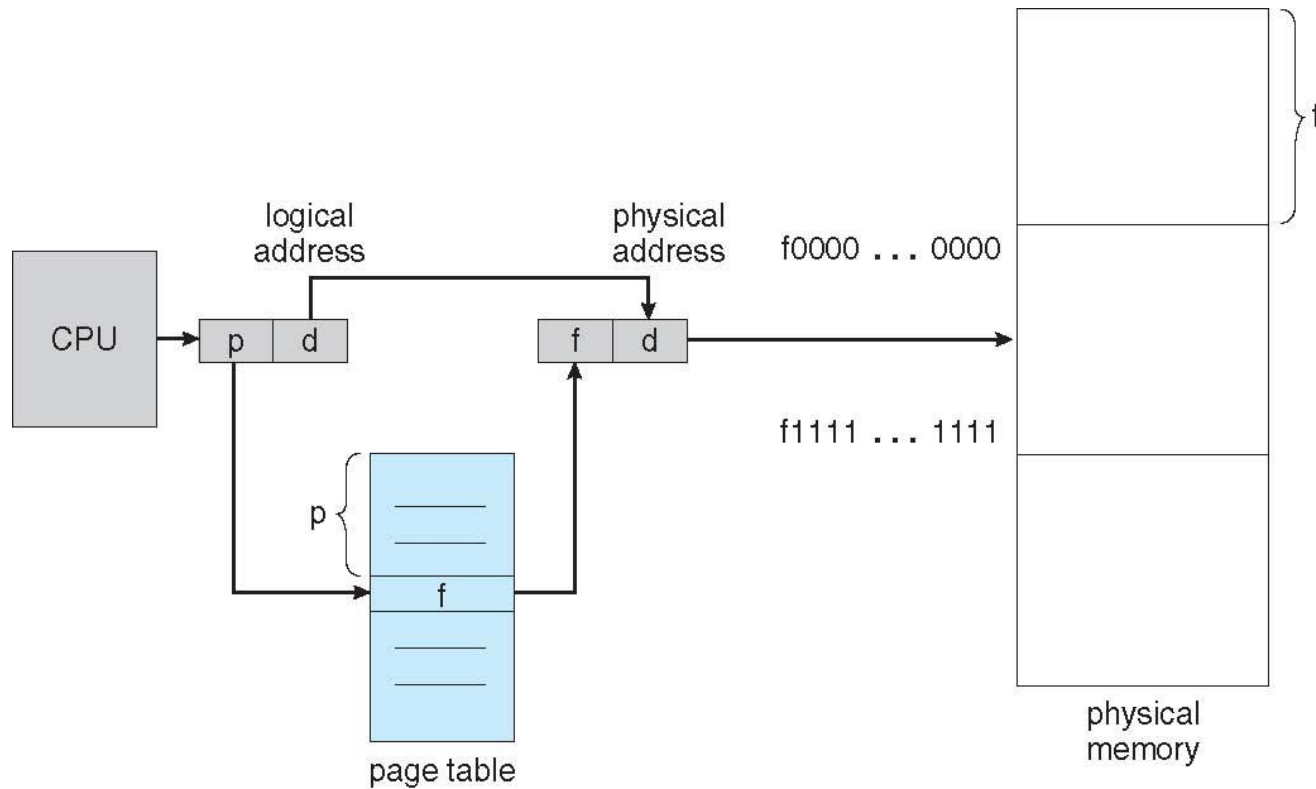 f
logical
address
physical
address
f0000 ... 0000
CPU
p
d
f
d
f1111 ... 1111
p
f
page table
physical
memory